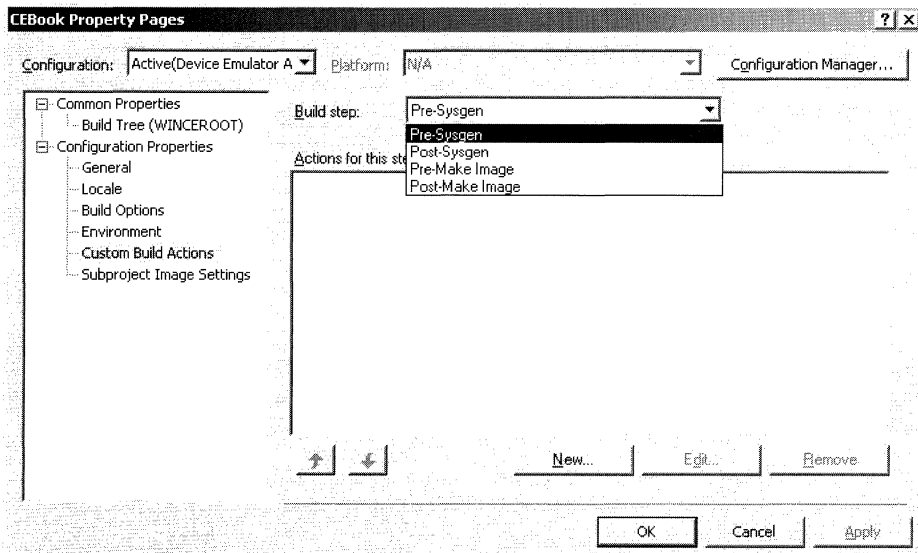 CEBook Property Pages
? ×
Configuration: Active(Device Emulator A Platform: N/A Configuration Manager...
Common Properties
Build Tree (WINCEROOT)
Configuration Properties
General
Locale
Build Options
Environment
Custom Build Actions
Subproject Image Settings
Build step: Pre-Sysgen
Pre-Sysgen
Post-Sysgen
Pre-Make Image
Post-Make Image
Actions for this ste
New... Edit... Remove
OK Cancel Apply